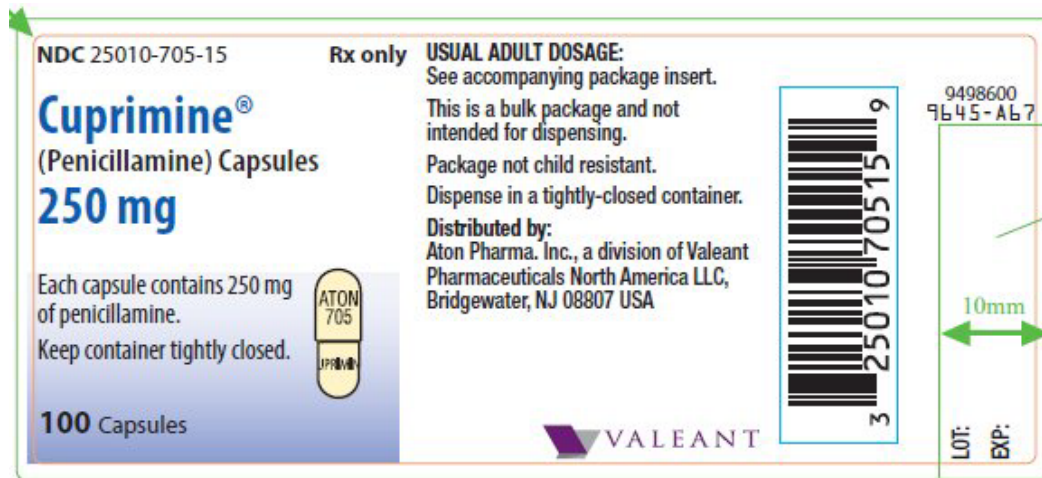 NDC 25010-705-15 Rx only
Cuprimine®
(Penicillamine) Capsules
250 mg
Each capsule contains 250 mg
of penicillamine.
Keep container tightly closed.
100 Capsules
ATON
705
UPRIMIN
USUAL ADULT DOSAGE:
See accompanying package insert.
This is a bulk package and not
intended for dispensing.
Package not child resistant.
Dispense in a tightly-closed container.
Distributed by:
Aton Pharma. Inc., a division of Valeant
Pharmaceuticals North America LLC,
Bridgewater, NJ 08807 USA
VALEANT
3 25010 70515 9
9498600
9645-A67
10mm
LOT:
EXP: